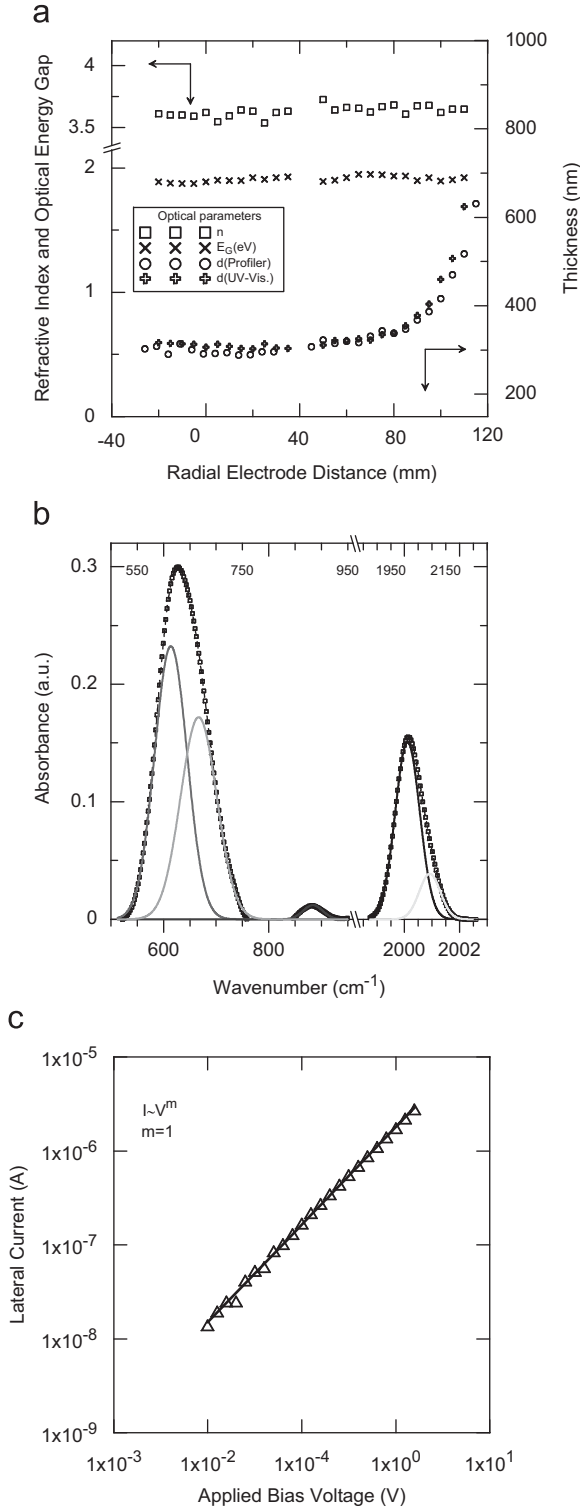 a
Refractive Index and Optical Energy Gap
4
3.5
2
1
0
1000
800
600
400
200
Thickness (nm)
Optical parameters
n
E_G(eV)
d(Profiler)
d(UV-Vis.)
-40
0
40
80
120
Radial Electrode Distance (mm)
b
Absorbance (a.u.)
0.3
0.2
0.1
0
550
750
950
1950
2150
600
800
2000
2002
Wavenumber (cm⁻¹)
c
Lateral Current (A)
1x10⁻⁵
1x10⁻⁶
1x10⁻⁷
1x10⁻⁸
1x10⁻⁹
I~Vᵐ
m=1
1x10⁻³
1x10⁻²
1x10⁻⁴
1x10⁰
1x10¹
Applied Bias Voltage (V)